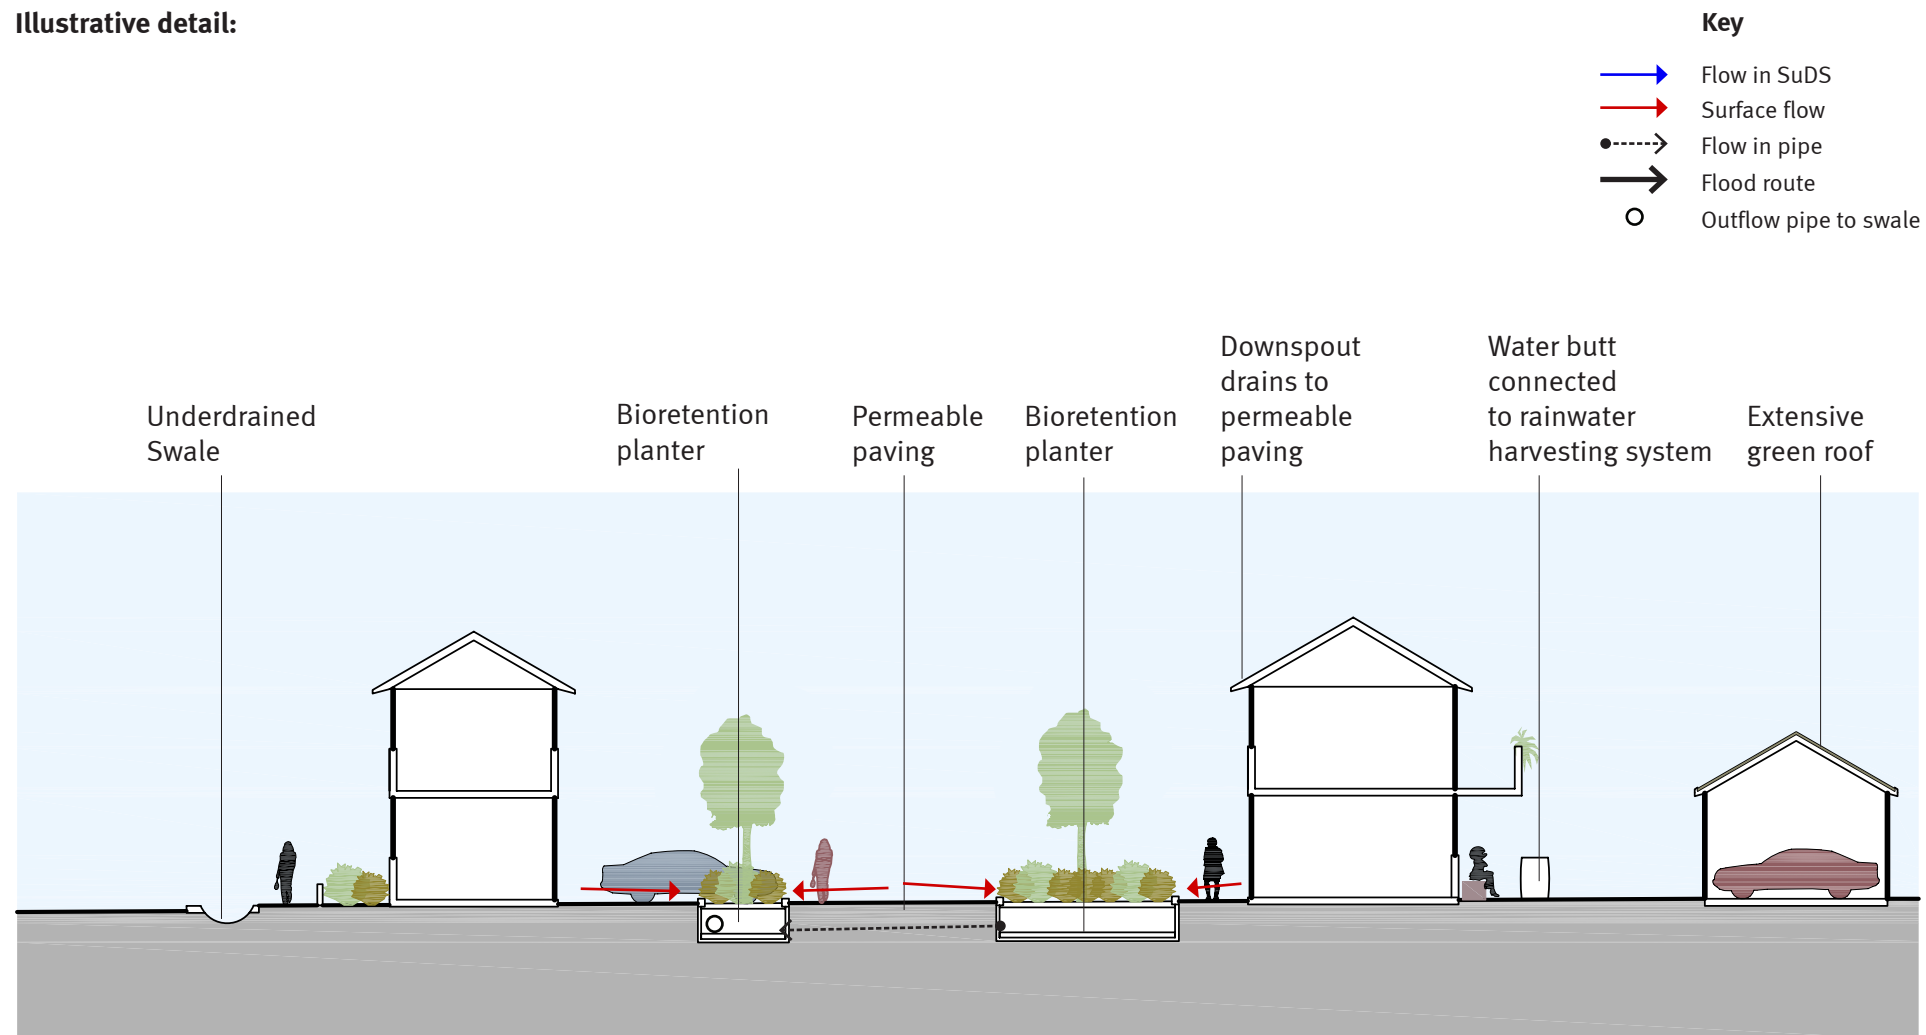 Illustrative detail:
Key
Flow in SuDS
Surface flow
Flow in pipe
Flood route
Outflow pipe to swale
Underdrained
Swale
Bioretention
planter
Permeable
paving
Bioretention
planter
Downspout
drains to
permeable
paving
Water butt
connected
to rainwater
harvesting system
Extensive
green roof